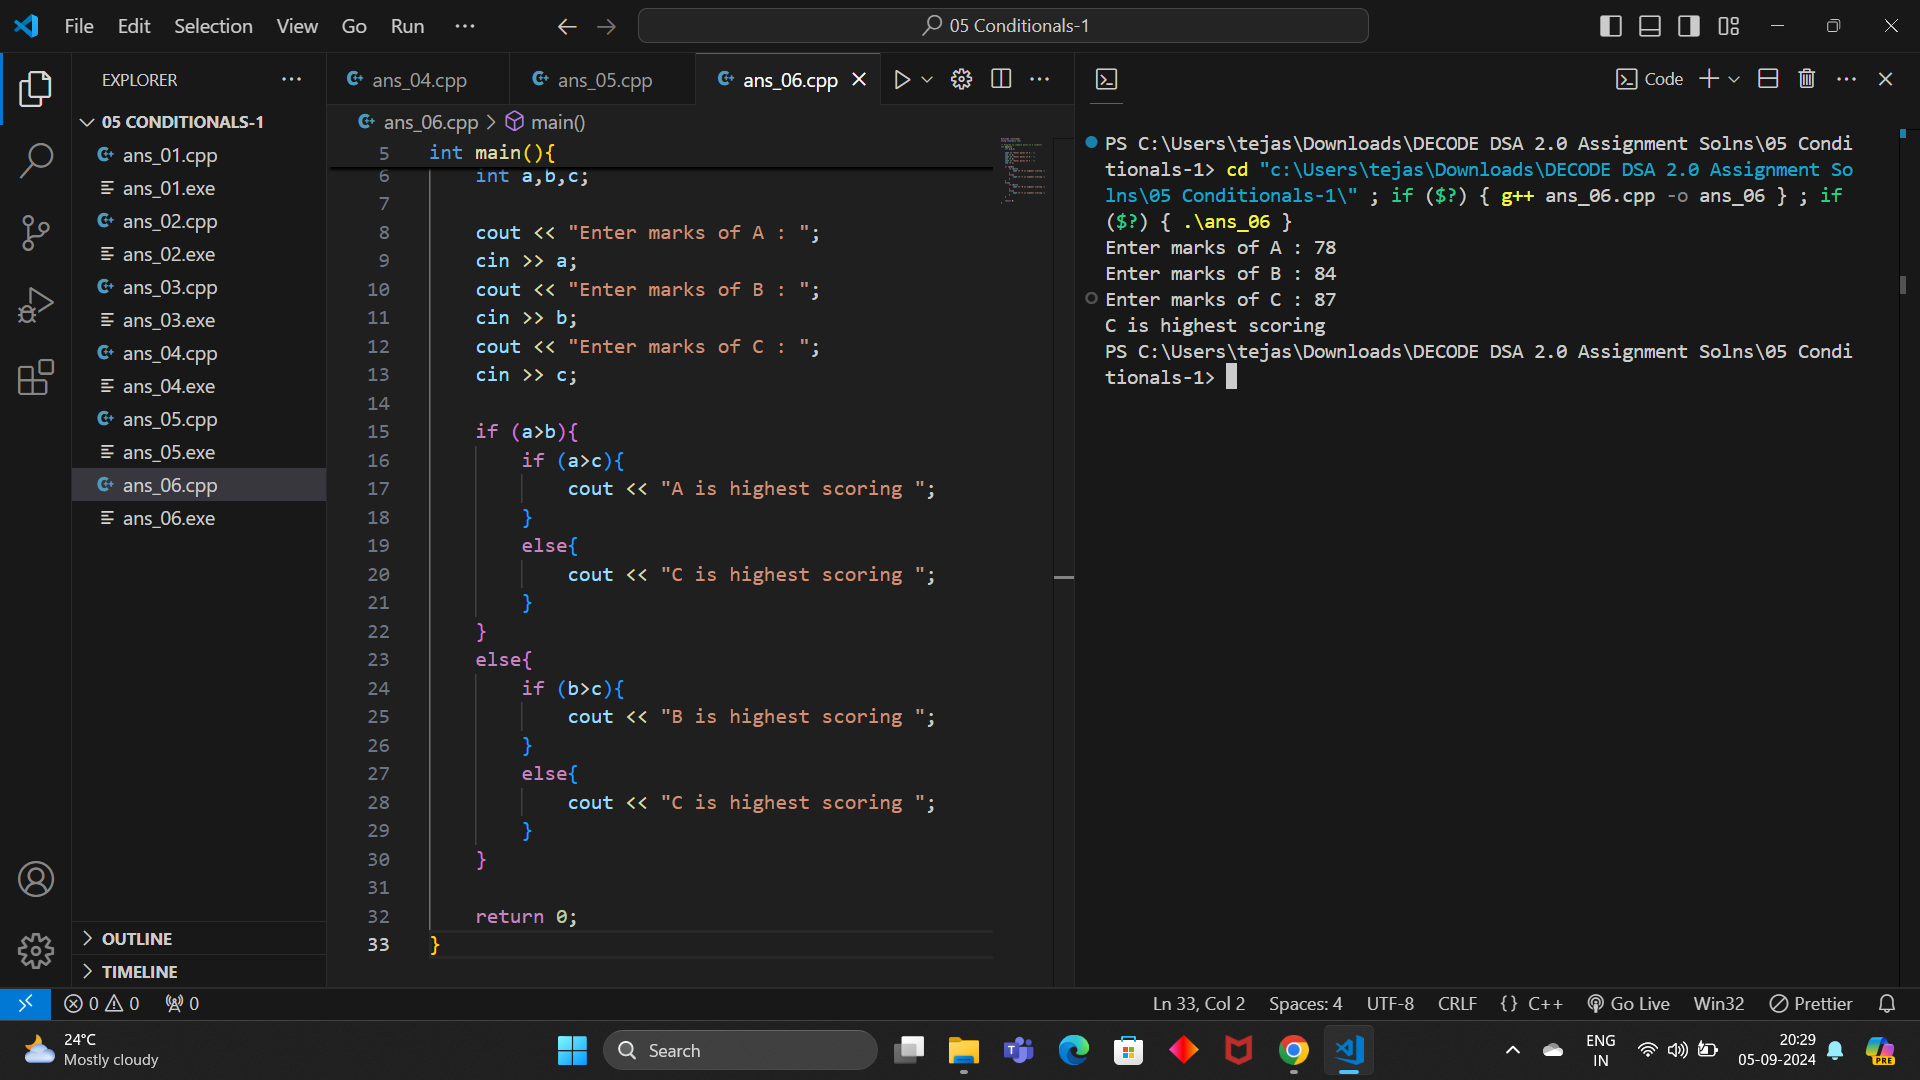 File Edit Selection View Go Run ...
05 Conditionals-1
EXPLORER
05 CONDITIONALS-1
ans_01.cpp
ans_01.exe
ans_02.cpp
ans_02.exe
ans_03.cpp
ans_03.exe
ans_04.cpp
ans_04.exe
ans_05.cpp
ans_05.exe
ans_06.cpp
ans_06.exe
OUTLINE
TIMELINE
ans_04.cpp ans_05.cpp ans_06.cpp
ans_06.cpp > main()
5 int main(){
6 int a,b,c;
7
8 cout << "Enter marks of A : ";
9 cin >> a;
10 cout << "Enter marks of B : ";
11 cin >> b;
12 cout << "Enter marks of C : ";
13 cin >> c;
14
15 if (a>b){
16 if (a>c){
17 cout << "A is highest scoring ";
18 }
19 else{
20 cout << "C is highest scoring ";
21 }
22 }
23 else{
24 if (b>c){
25 cout << "B is highest scoring ";
26 }
27 else{
28 cout << "C is highest scoring ";
29 }
30 }
31
32 return 0;
33 }
Code
PS C:\Users\tejas\Downloads\DECODE DSA 2.0 Assignment Solns\05 Condi
tionals-1> cd "c:\Users\tejas\Downloads\DECODE DSA 2.0 Assignment So
lns\05 Conditionals-1\" ; if ($?) { g++ ans_06.cpp -o ans_06 } ; if
($?) { .\ans_06 }
Enter marks of A : 78
Enter marks of B : 84
Enter marks of C : 87
C is highest scoring
PS C:\Users\tejas\Downloads\DECODE DSA 2.0 Assignment Solns\05 Condi
tionals-1>
0 0 0
Ln 33, Col 2 Spaces: 4 UTF-8 CRLF {} C++ Go Live Win32 Prettier
24°C
Mostly cloudy
Search
ENG
IN
20:29
05-09-2024
PRE